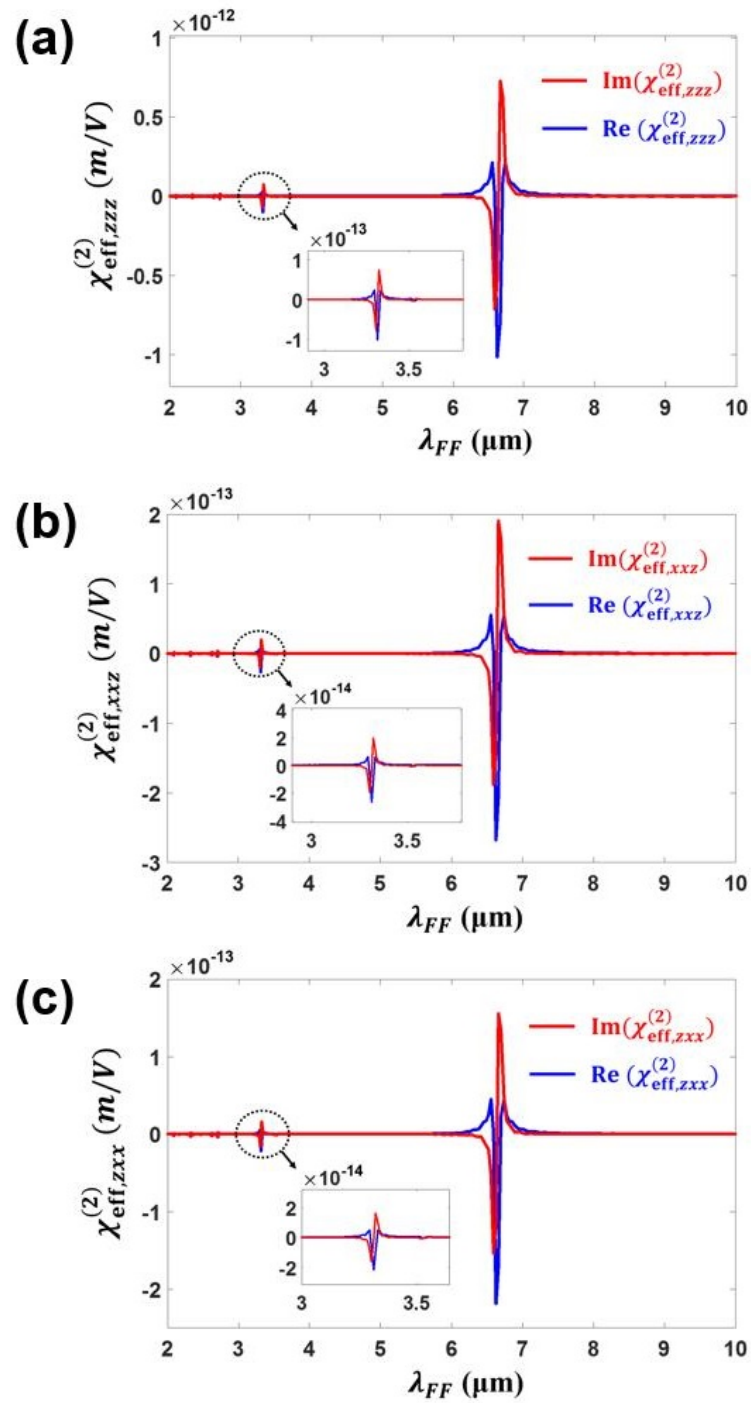 (a)
×10-12
1
0.5
0
-0.5
-1
χ(2)eff,zzz (m/V)
Im(χ(2)eff,zzz)
Re (χ(2)eff,zzz)
×10-13
1
0
-1
3 3.5
2 3 4 5 6 7 8 9 10
λFF (μm)
(b)
×10-13
2
1
0
-1
-2
-3
χ(2)eff,xxz (m/V)
Im(χ(2)eff,xxz)
Re (χ(2)eff,xxz)
×10-14
4
2
0
-2
-4
3 3.5
2 3 4 5 6 7 8 9 10
λFF (μm)
(c)
×10-13
2
1
0
-1
-2
χ(2)eff,zxx (m/V)
Im(χ(2)eff,zxx)
Re (χ(2)eff,zxx)
×10-14
2
0
-2
3 3.5
2 3 4 5 6 7 8 9 10
λFF (μm)